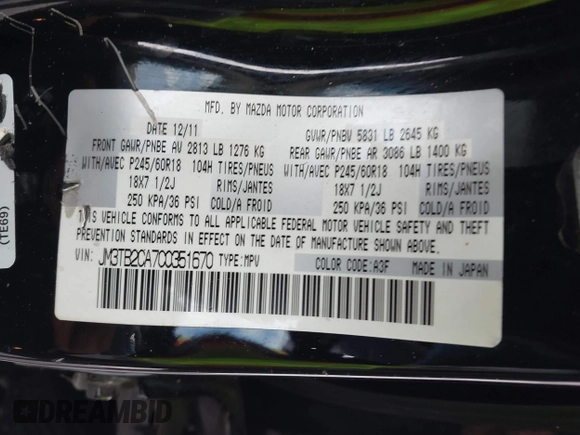 MFD. BY MAZDA MOTOR CORPORATION
DATE 12/11 GVWR/PNBV 5831 LB 2645 KG
FRONT GAWR/PNBE AV 2813 LB 1276 KG REAR GAWR/PNBE AR 3086 LB 1400 KG
WITH/AVEC P245/60R18 104H TIRES/PNEUS WITH/AVEC P245/60R18 104H TIRES/PNEUS
18X7 1/2J RIMS/JANTES 18X7 1/2J RIMS/JANTES
250 KPA/36 PSI COLD/A FROID 250 KPA/36 PSI COLD/A FROID
THIS VEHICLE CONFORMS TO ALL APPLICABLE FEDERAL MOTOR VEHICLE SAFETY AND THEFT
PREVENTION STANDARDS IN EFFECT ON THE DATE OF MANUFACTURE SHOWN ABOVE.
VIN: JM3TB2CA7C0351670 TYPE:MPV COLOR CODE:A3F MADE IN JAPAN
(TE69)
DREAMBID